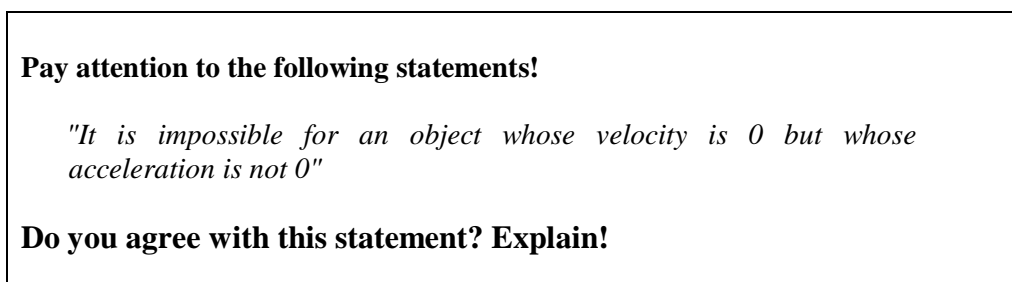 Pay attention to the following statements!
"It is impossible for an object whose velocity is 0 but whose
acceleration is not 0"
Do you agree with this statement? Explain!